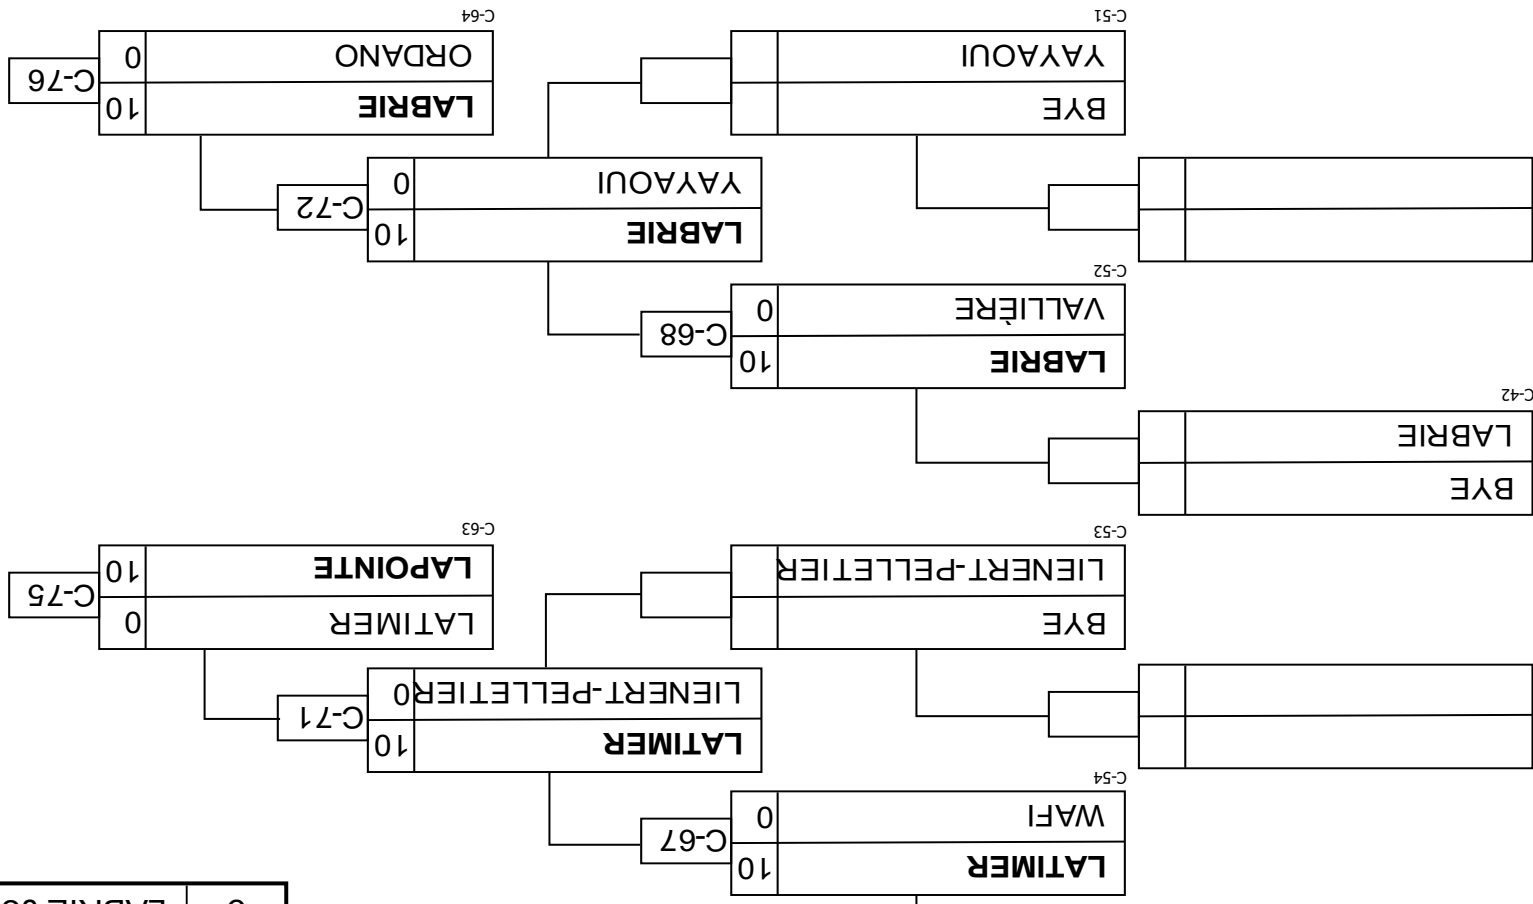 LATIMER 10
C-67
WAFI 0
C-54
LATIMER 10
C-71
LIENERT-PELLETIER 0
BYE
LATIMER 0
C-75
LIENERT-PELLETIER
LAPOINTE 10
C-53
C-63
BYE
LABRIE
C-42
LABRIE 10
C-68
VALLIÈRE 0
C-52
LABRIE 10
C-72
YAYAOUI 0
BYE
LABRIE 10
C-76
YAYAOUI
ORDANO 0
C-51
C-64